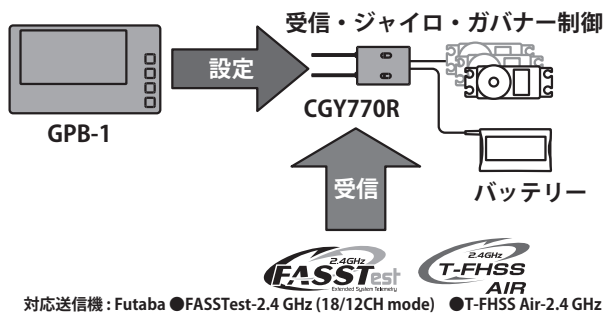 受信・ジャイロ・ガバナー制御
設定
GPB-1
CGY770R
受信
バッテリー
2.4GHz
FASSTest
Extended System Telemetry
2.4GHz
T-FHSS
AIR
対応送信機 : Futaba ●FASSTest-2.4 GHz (18/12CH mode) ●T-FHSS Air-2.4 GHz